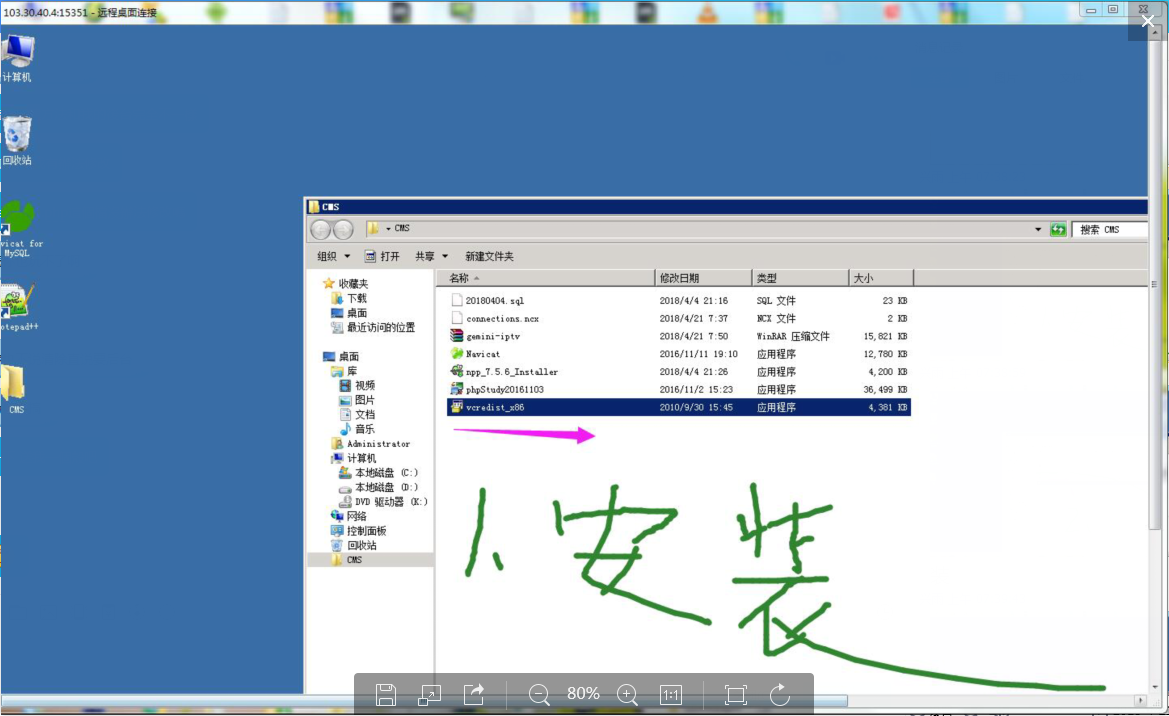 103.30.40.4:15351 - 远程桌面连接
计算机
回收站
vicat for
MySQL
otepad++
CMS
CMS
CMS
搜索 CMS
组织 打开 共享 新建文件夹
收藏夹
下载
桌面
最近访问的位置
桌面
库
视频
图片
文档
音乐
Administrator
计算机
本地磁盘 (C:)
本地磁盘 (D:)
DVD 驱动器 (K:)
网络
控制面板
回收站
CMS
名称 修改日期 类型 大小
20180404.sql 2018/4/4 21:16 SQL 文件 23 KB
connections.ncx 2018/4/21 7:37 NCX 文件 2 KB
gemini-iptv 2018/4/21 7:50 WinRAR 压缩文件 15,821 KB
Navicat 2016/11/11 19:10 应用程序 12,780 KB
npp_7.5.6_Installer 2018/4/4 21:26 应用程序 4,200 KB
phpStudy20161103 2016/11/2 15:23 应用程序 36,499 KB
vcredist_x86 2010/9/30 15:45 应用程序 4,381 KB
1、安装
80%
1:1